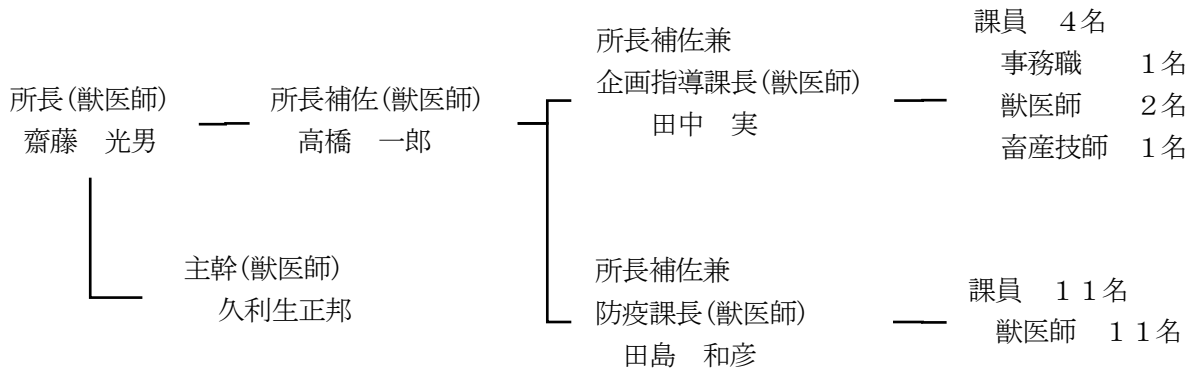 所長(獣医師)
齋藤　光男
所長補佐(獣医師)
高橋　一郎
主幹(獣医師)
久利生正邦
所長補佐兼
企画指導課長(獣医師)
田中　実
課員　４名
事務職　１名
獣医師　２名
畜産技師　１名
所長補佐兼
防疫課長(獣医師)
田島　和彦
課員　１１名
獣医師　１１名